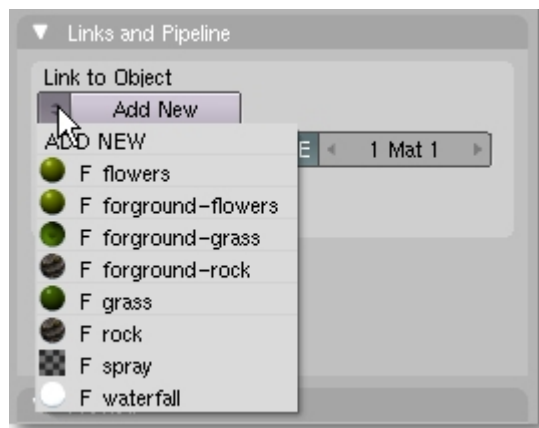 Links and Pipeline
Link to Object
Add New
ADD NEW
E 1 Mat 1
F flowers
F forground-flowers
F forground-grass
F forground-rock
F grass
F rock
F spray
F waterfall